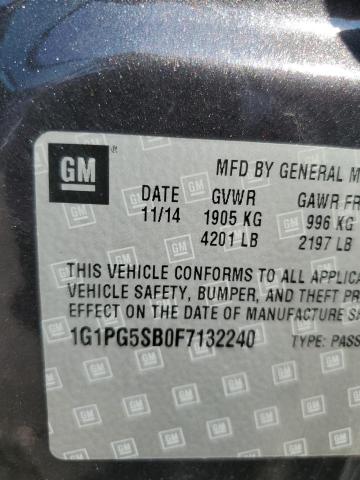 GM ®
MFD BY GENERAL M
DATE GVWR GAWR FR
11/14 1905 KG 996 KG
4201 LB 2197 LB
THIS VEHICLE CONFORMS TO ALL APPLICA
VEHICLE SAFETY, BUMPER, AND THEFT PR
EFFECT ON THE DATE OF MANUFACTURE S
1G1PG5SB0F7132240 TYPE: PASS